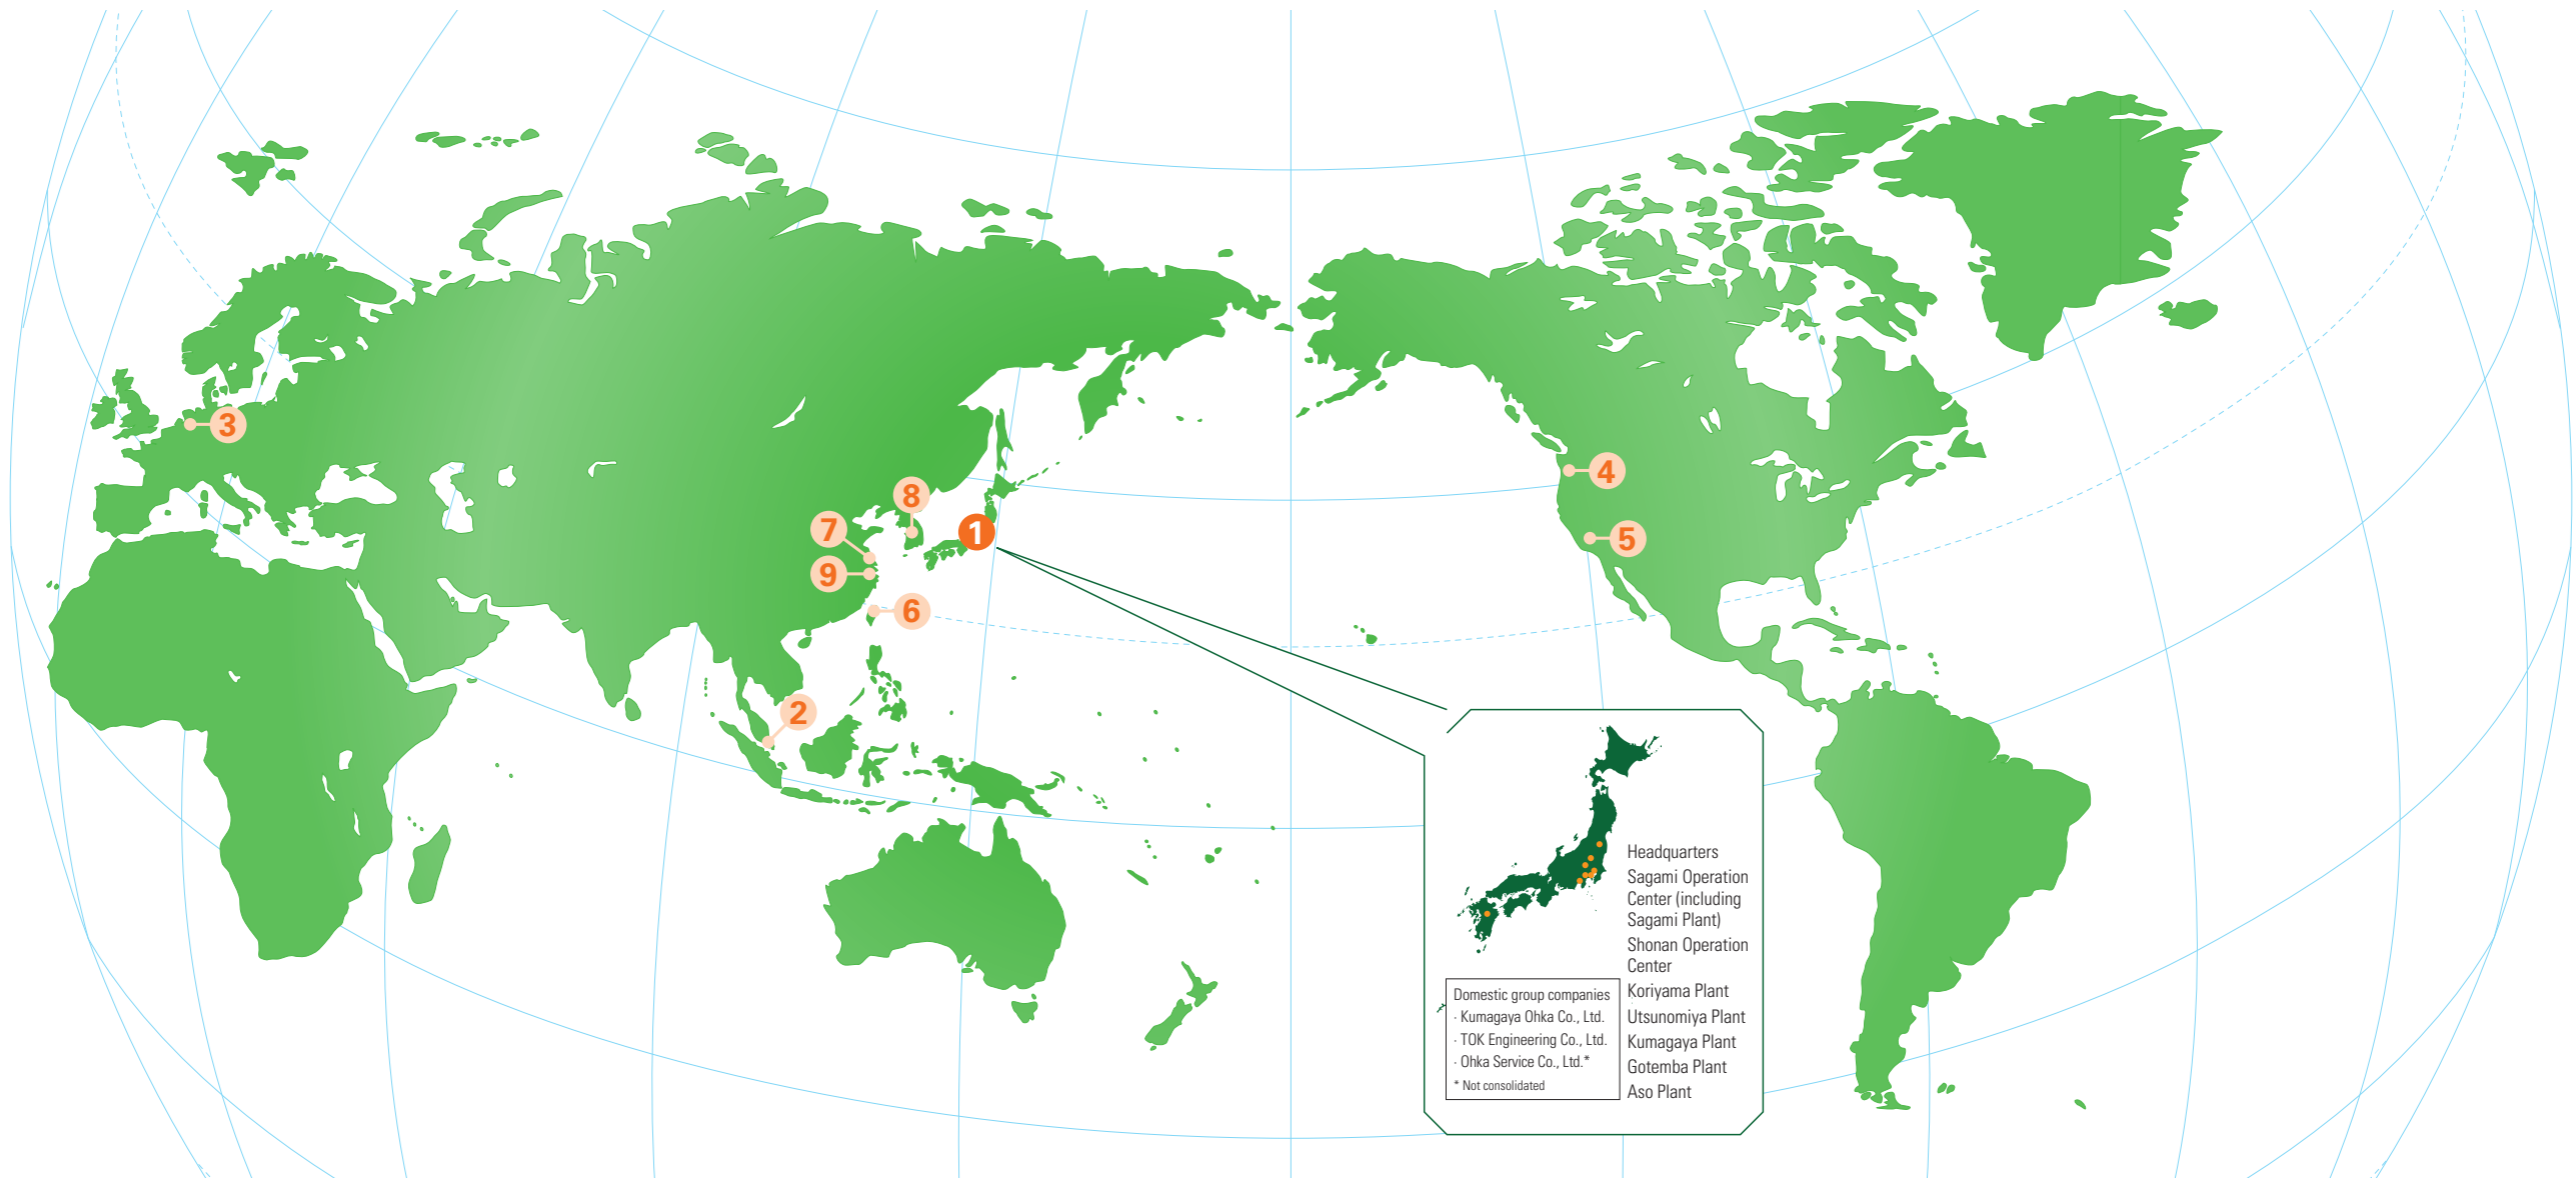 3
4
8
7
1
5
9
6
2
Headquarters
Sagami Operation
Center (including
Sagami Plant)
Shonan Operation
Center
Koriyama Plant
Utsunomiya Plant
Kumagaya Plant
Gotemba Plant
Aso Plant
Domestic group companies
· Kumagaya Ohka Co., Ltd.
· TOK Engineering Co., Ltd.
· Ohka Service Co., Ltd.*
* Not consolidated